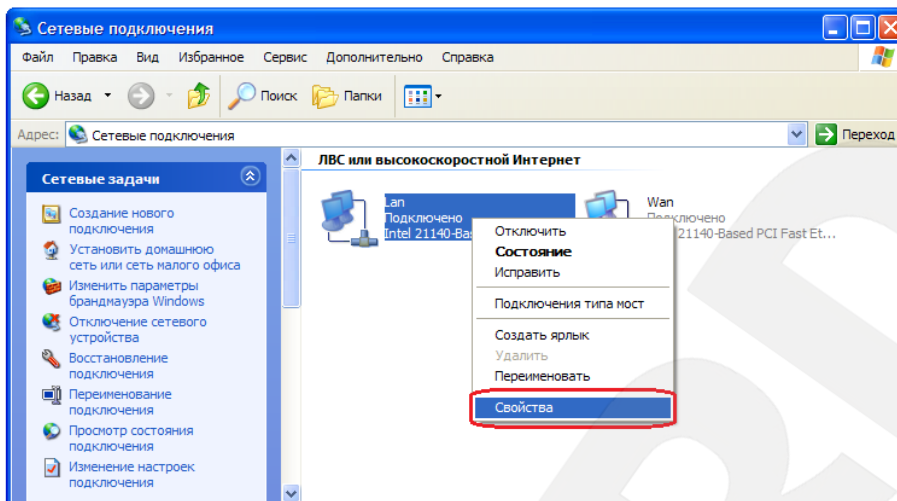 Сетевые подключения
Файл Правка Вид Избранное Сервис Дополнительно Справка
Назад Поиск Папки
Адрес: Сетевые подключения Переход
Сетевые задачи
Создание нового
подключения
Установить домашнюю
сеть или сеть малого офиса
Изменить параметры
брандмауэра Windows
Отключение сетевого
устройства
Восстановление
подключения
Переименование
подключения
Просмотр состояния
подключения
Изменение настроек
подключения
ЛВС или высокоскоростной Интернет
Lan
Подключено
Intel 21140-Bas
Wan
Подключено
21140-Based PCI Fast Et...
Отключить
Состояние
Исправить
Подключения типа мост
Создать ярлык
Удалить
Переименовать
Свойства